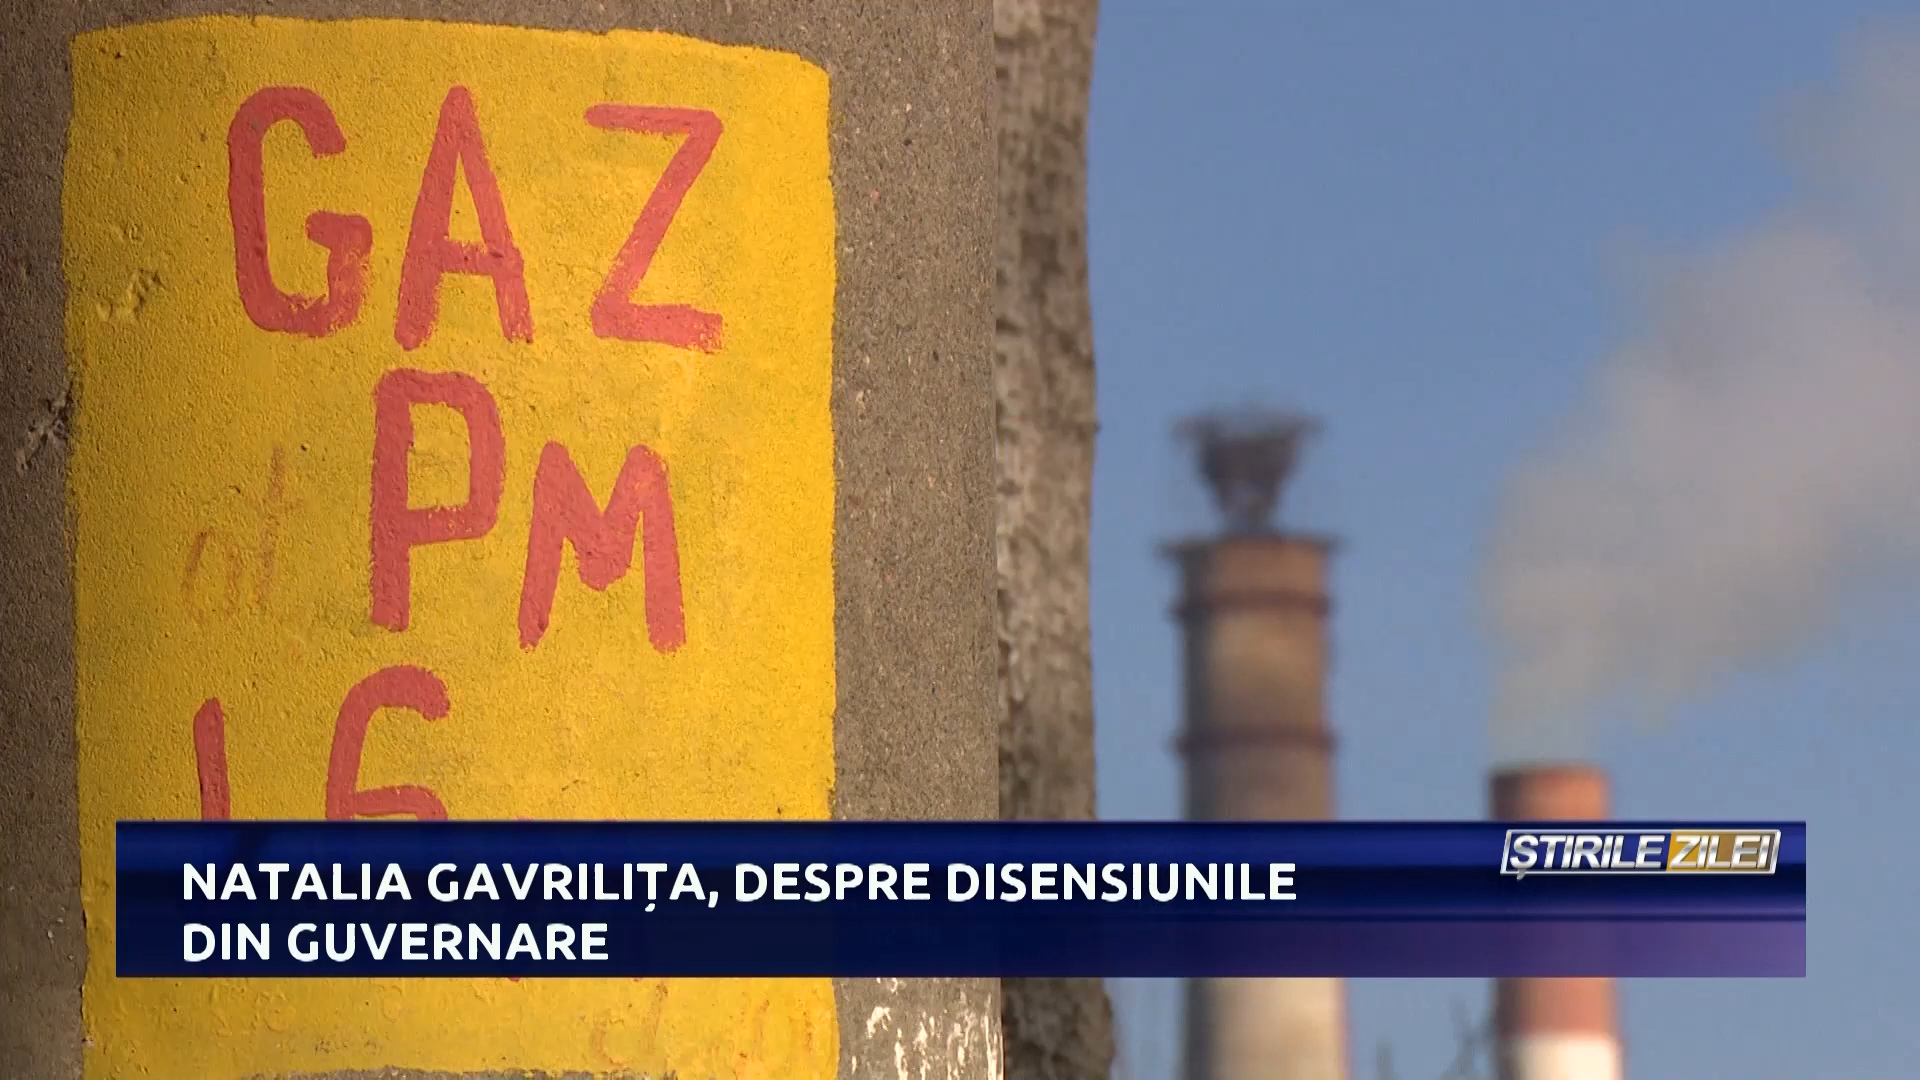 GAZ
PM
16
ȘTIRILE ZILEI
NATALIA GAVRILIȚA, DESPRE DISENSIUNILE
DIN GUVERNARE